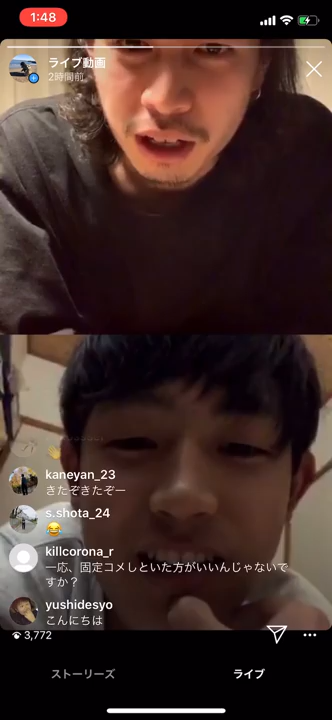 1:48
ライブ動画
2時間前
kaneyan_23
きたぞきたぞー
s.shota_24
😂
killcorona_r
一応、固定コメしといた方がいいんじゃないで
すか？
yushidesyo
こんにちは
3,772
ストーリーズ
ライブ